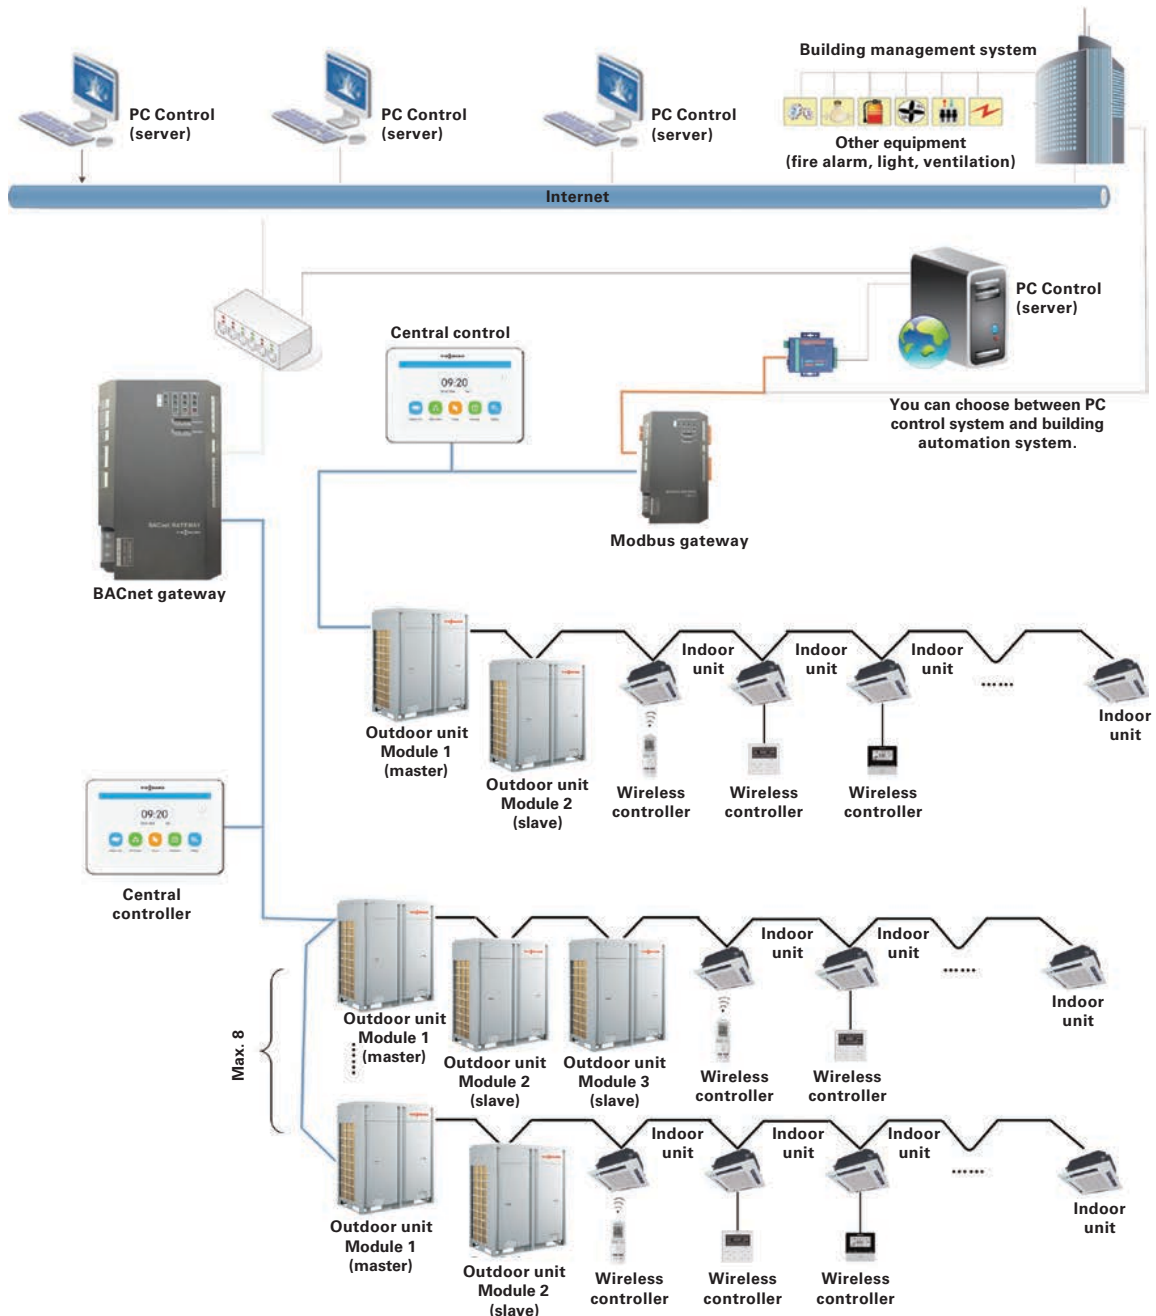 Building management system
PC Control
(server)
PC Control
(server)
PC Control
(server)
Other equipment
(fire alarm, light, ventilation)
Internet
PC Control
(server)
Central control
09:20
You can choose between PC
control system and building
automation system.
BACnet GATEWAY
Modbus gateway
BACnet gateway
Indoor
unit
Indoor
unit
Indoor
unit
......
Indoor
unit
Outdoor unit
Module 1
(master)
Outdoor unit
Module 2
(slave)
Wireless
controller
Wireless
controller
Wireless
controller
09:20
Central
controller
Max. 8
Indoor
unit
Indoor
unit
......
Indoor
unit
Outdoor unit
Module 1
(master)
Outdoor unit
Module 2
(slave)
Outdoor unit
Module 3
(slave)
Wireless
controller
Wireless
controller
Indoor
unit
Indoor
unit
Indoor
unit
......
Indoor
unit
Outdoor unit
Module 1
(master)
Outdoor unit
Module 2
(slave)
Wireless
controller
Wireless
controller
Wireless
controller